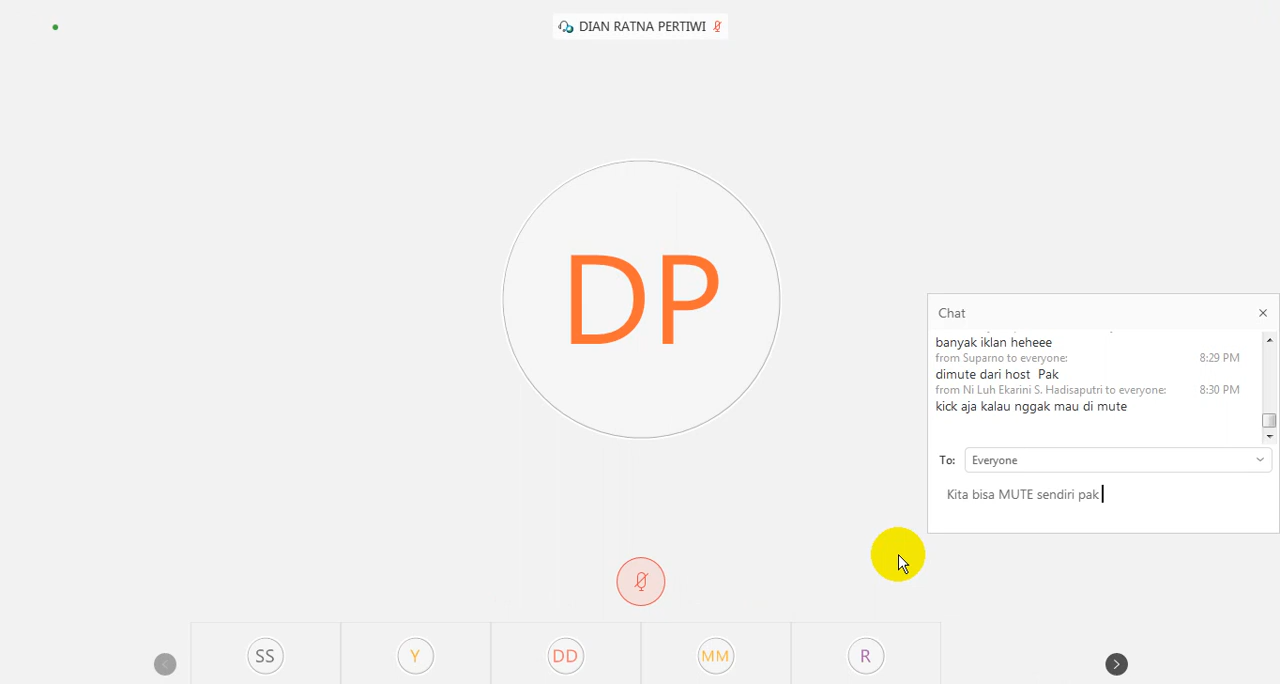 DIAN RATNA PERTIWI
DP
Chat
banyak iklan heheee
from Suparno to everyone: 8:29 PM
dimute dari host Pak
from Ni Luh Ekarini S. Hadisaputri to everyone: 8:30 PM
kick aja kalau nggak mau di mute
To: Everyone
Kita bisa MUTE sendiri pak
SS
Y
DD
MM
R